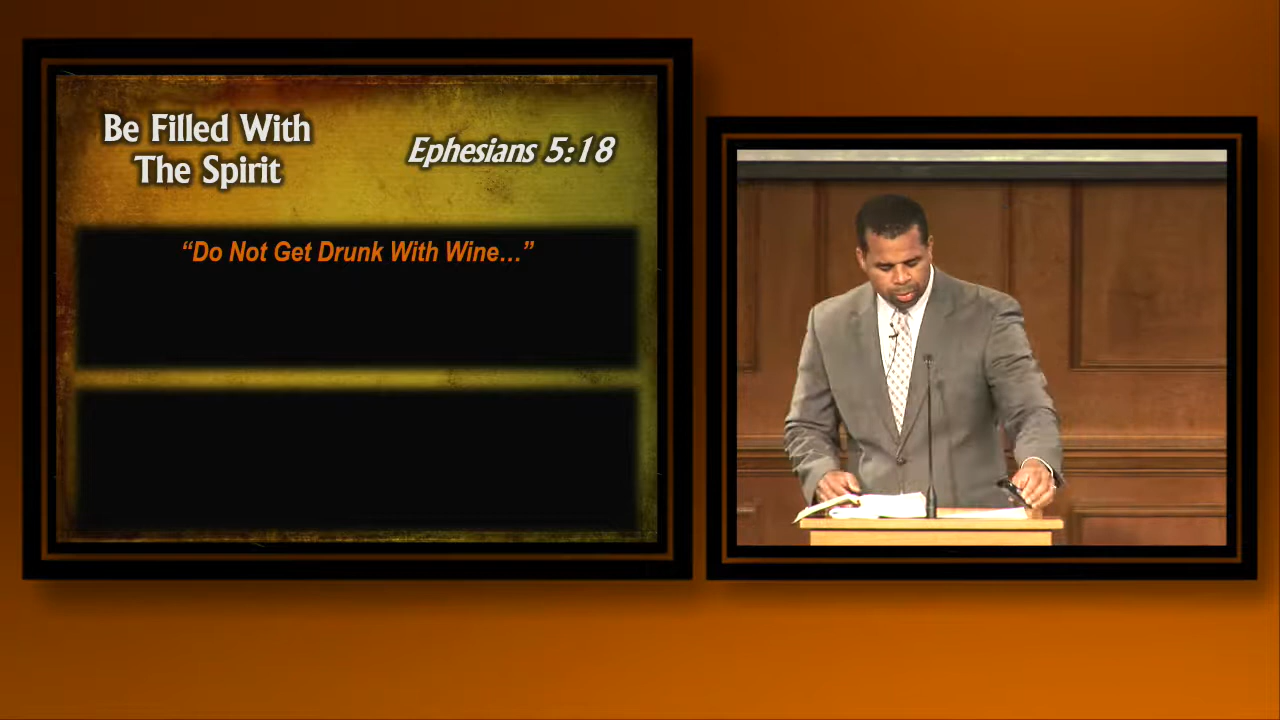 Be Filled With
The Spirit
Ephesians 5:18
“Do Not Get Drunk With Wine…”